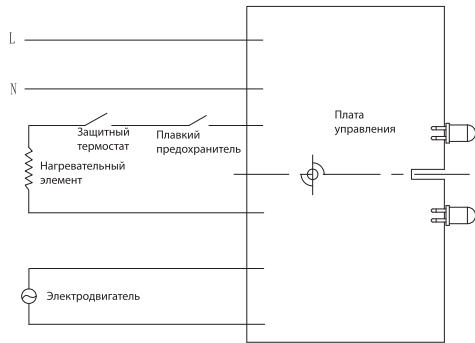 L
N
Защитный
термостат
Плавкий
предохранитель
Плата
управления
Нагревательный
элемент
Электродвигатель